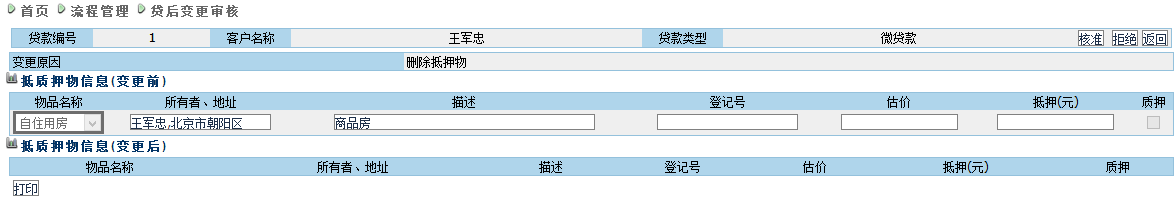 首页 流程管理 贷后变更审核
贷款编号 1 客户名称 王军忠 贷款类型 微贷款 核准 拒绝 返回
变更原因 删除抵押物
抵质押物信息(变更前)
物品名称 所有者、地址 描述 登记号 估价 抵押(元) 质押
自住用房 王军忠,北京市朝阳区 商品房
抵质押物信息(变更后)
物品名称 所有者、地址 描述 登记号 估价 抵押(元) 质押
打印